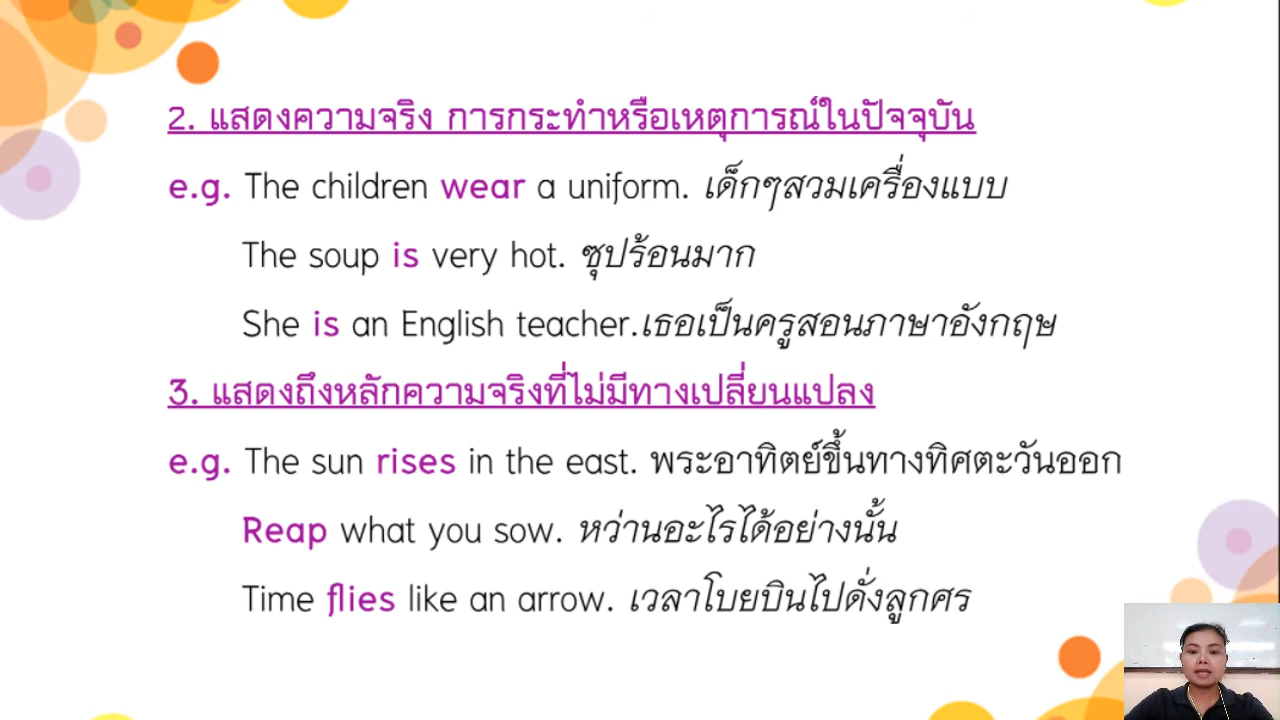 2. แสดงความจริง การกระทำหรือเหตุการณ์ในปัจจุบัน
e.g. The children wear a uniform. เด็กๆสวมเครื่องแบบ
The soup is very hot. ซุปร้อนมาก
She is an English teacher.เธอเป็นครูสอนภาษาอังกฤษ
3. แสดงถึงหลักความจริงที่ไม่มีทางเปลี่ยนแปลง
e.g. The sun rises in the east. พระอาทิตย์ขึ้นทางทิศตะวันออก
Reap what you sow. หว่านอะไรได้อย่างนั้น
Time flies like an arrow. เวลาโบยบินไปดั่งลูกศร